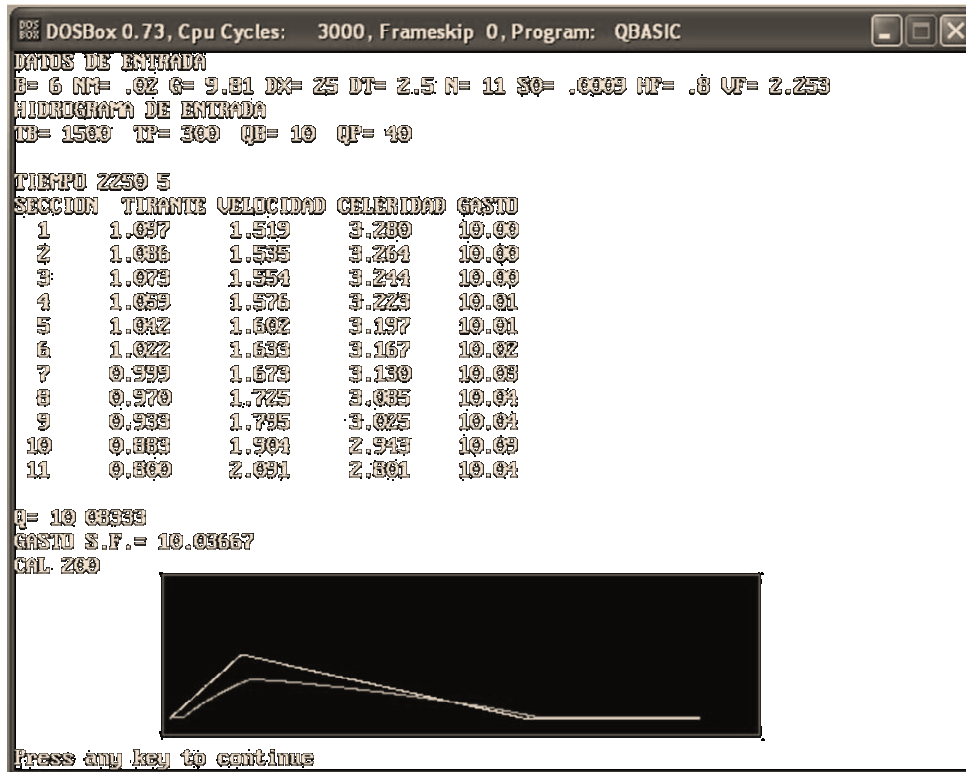 DOSBox 0.73, Cpu Cycles: 3000, Frameskip 0, Program: QBASIC
DATOS DE ENTRADA
B= 6 NM= .02 G= 9.81 DX= 25 DT= 2.5 N= 11 SO= .0009 HF= .8 VF= 2.253
HIDROGRAMA DE ENTRADA
TB= 1500 TP= 300 QB= 10 QP= 40
TIEMPO 2250 5
SECCION TIRANTE VELOCIDAD CELERIDAD GASTO
1 1.097 1.519 3.280 10.00
2 1.086 1.535 3.264 10.00
3 1.073 1.554 3.244 10.00
4 1.059 1.576 3.223 10.01
5 1.042 1.602 3.197 10.01
6 1.022 1.633 3.167 10.02
7 0.999 1.673 3.130 10.03
8 0.970 1.725 3.085 10.04
9 0.933 1.795 3.025 10.04
10 0.883 1.904 2.943 10.09
11 0.800 2.091 2.801 10.04
Q= 10 08333
GASTO S.F.= 10.03667
CAL 200
Press any key to continue